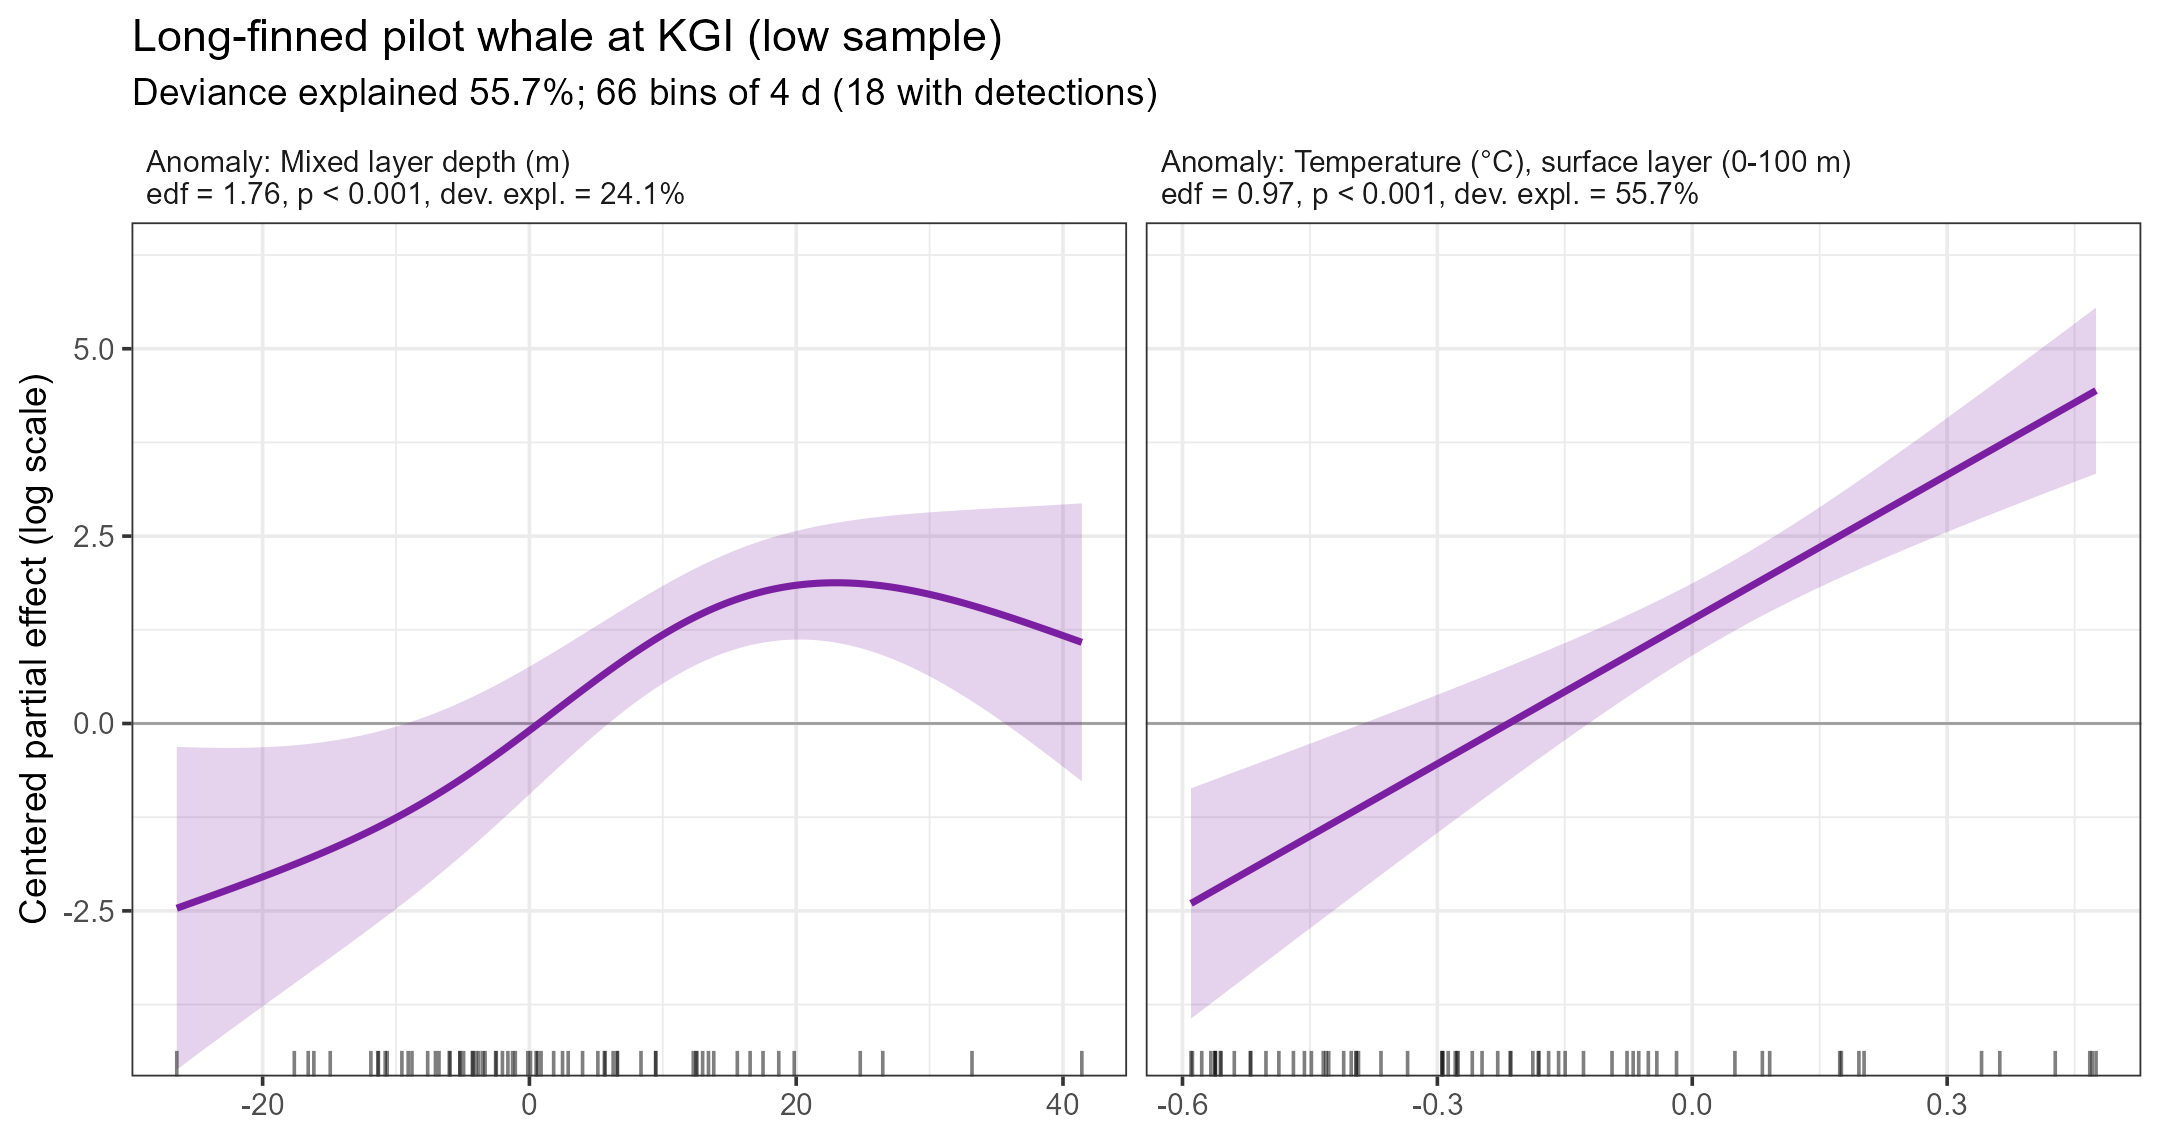 Long-finned pilot whale at KGI (low sample)
Deviance explained 55.7%; 66 bins of 4 d (18 with detections)
Anomaly: Mixed layer depth (m)
edf = 1.76, p < 0.001, dev. expl. = 24.1%
Anomaly: Temperature (°C), surface layer (0-100 m)
edf = 0.97, p < 0.001, dev. expl. = 55.7%
Centered partial effect (log scale)
5.0
2.5
0.0
-2.5
-20
0
20
40
-0.6
-0.3
0.0
0.3